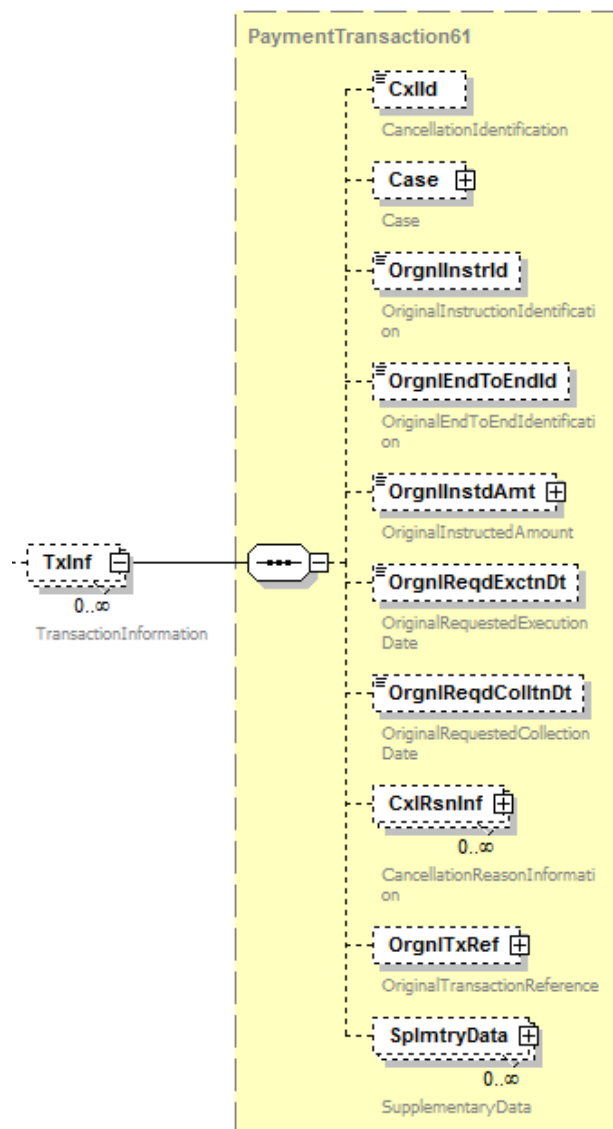 PaymentTransaction61
CxlId
CancellationIdentification
Case
Case
OrgnlInstrId
OriginalInstructionIdentificati
on
OrgnlEndToEndId
OriginalEndToEndIdentificati
on
OrgnlInstdAmt
OriginalInstructedAmount
TxInf
0..∞
TransactionInformation
OrgnlReqdExctnDt
OriginalRequestedExecution
Date
OrgnlReqdColltnDt
OriginalRequestedCollection
Date
CxlRsnInf
0..∞
CancellationReasonInformati
on
OrgnlTxRef
OriginalTransactionReference
SplmtryData
0..∞
SupplementaryData